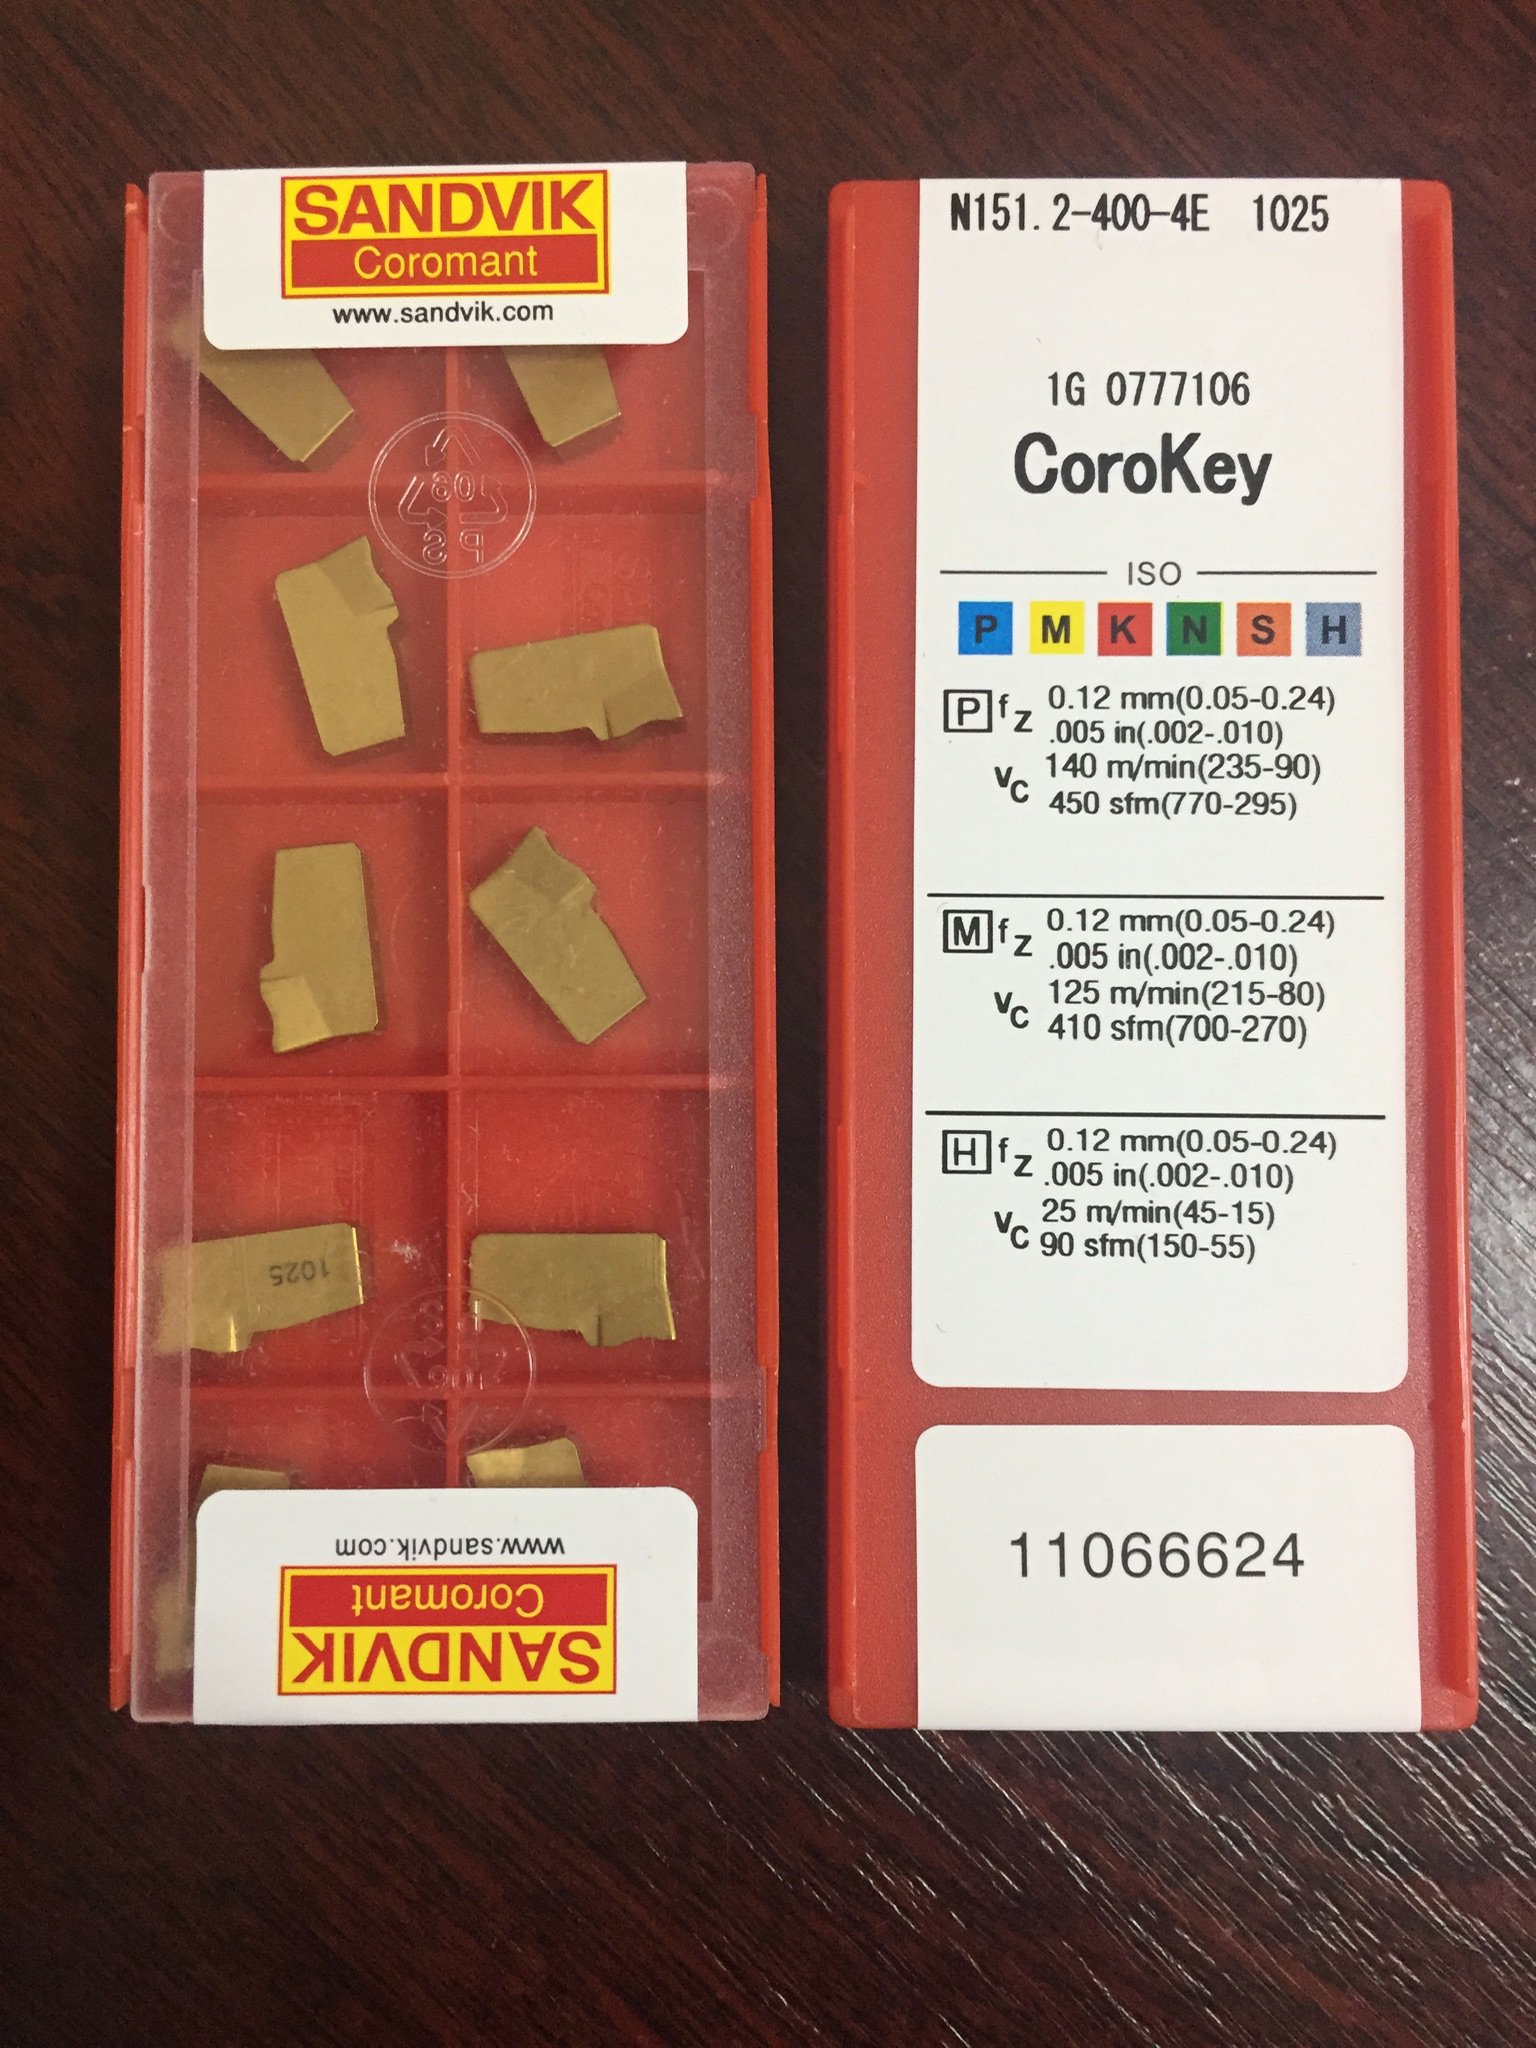 SANDVIK
Coromant
www.sandvik.com
1025
www.sandvik.com
Coromant
SANDVIK
N151.2-400-4E 1025
1G 0777106
CoroKey
ISO
P M K N S H
P fz 0.12 mm(0.05-0.24)
.005 in(.002-.010)
vc 140 m/min(235-90)
450 sfm(770-295)
M fz 0.12 mm(0.05-0.24)
.005 in(.002-.010)
vc 125 m/min(215-80)
410 sfm(700-270)
H fz 0.12 mm(0.05-0.24)
.005 in(.002-.010)
vc 25 m/min(45-15)
90 sfm(150-55)
11066624